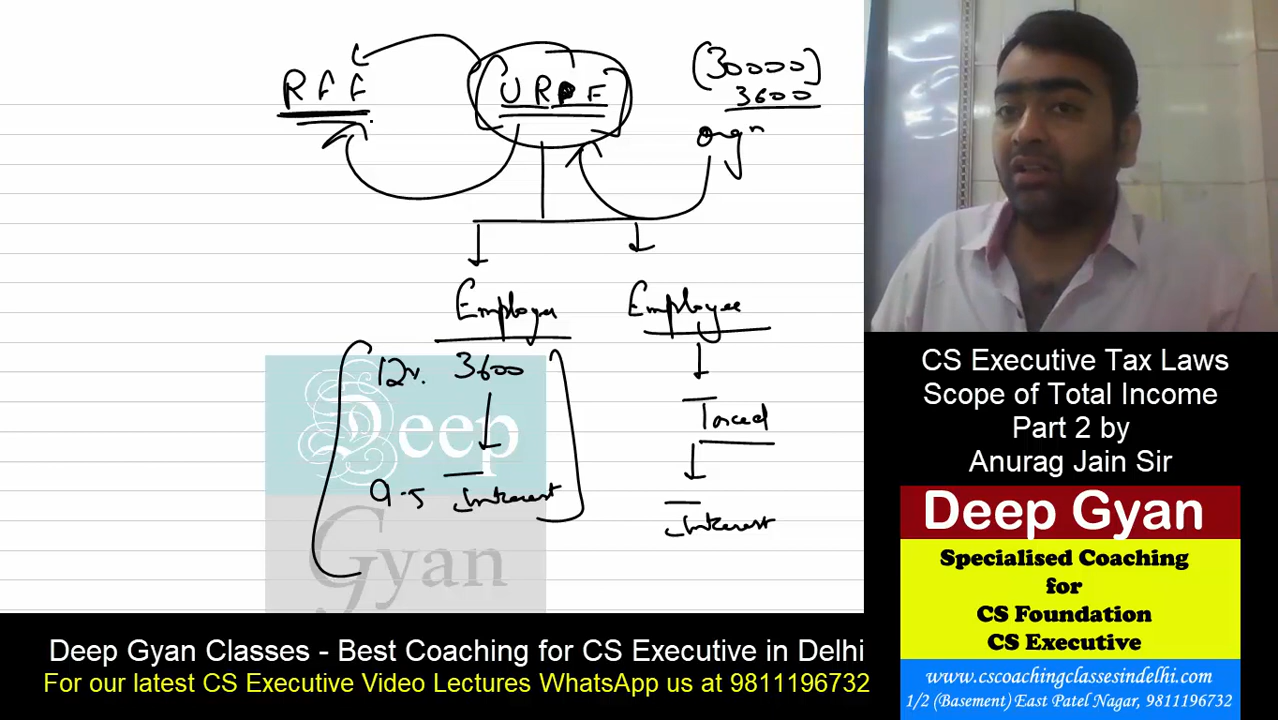 RFF
URPF
(30000)
3600
orgn
Employer
Employee
12%. 3600
Taxed
9.5 Interest
Interest
Deep
Gyan
CS Executive Tax Laws
Scope of Total Income
Part 2 by
Anurag Jain Sir
Deep Gyan
Specialised Coaching
for
CS Foundation
CS Executive
www.cscoachingclassesindelhi.com
1/2 (Basement) East Patel Nagar, 9811196732
Deep Gyan Classes - Best Coaching for CS Executive in Delhi
For our latest CS Executive Video Lectures WhatsApp us at 9811196732